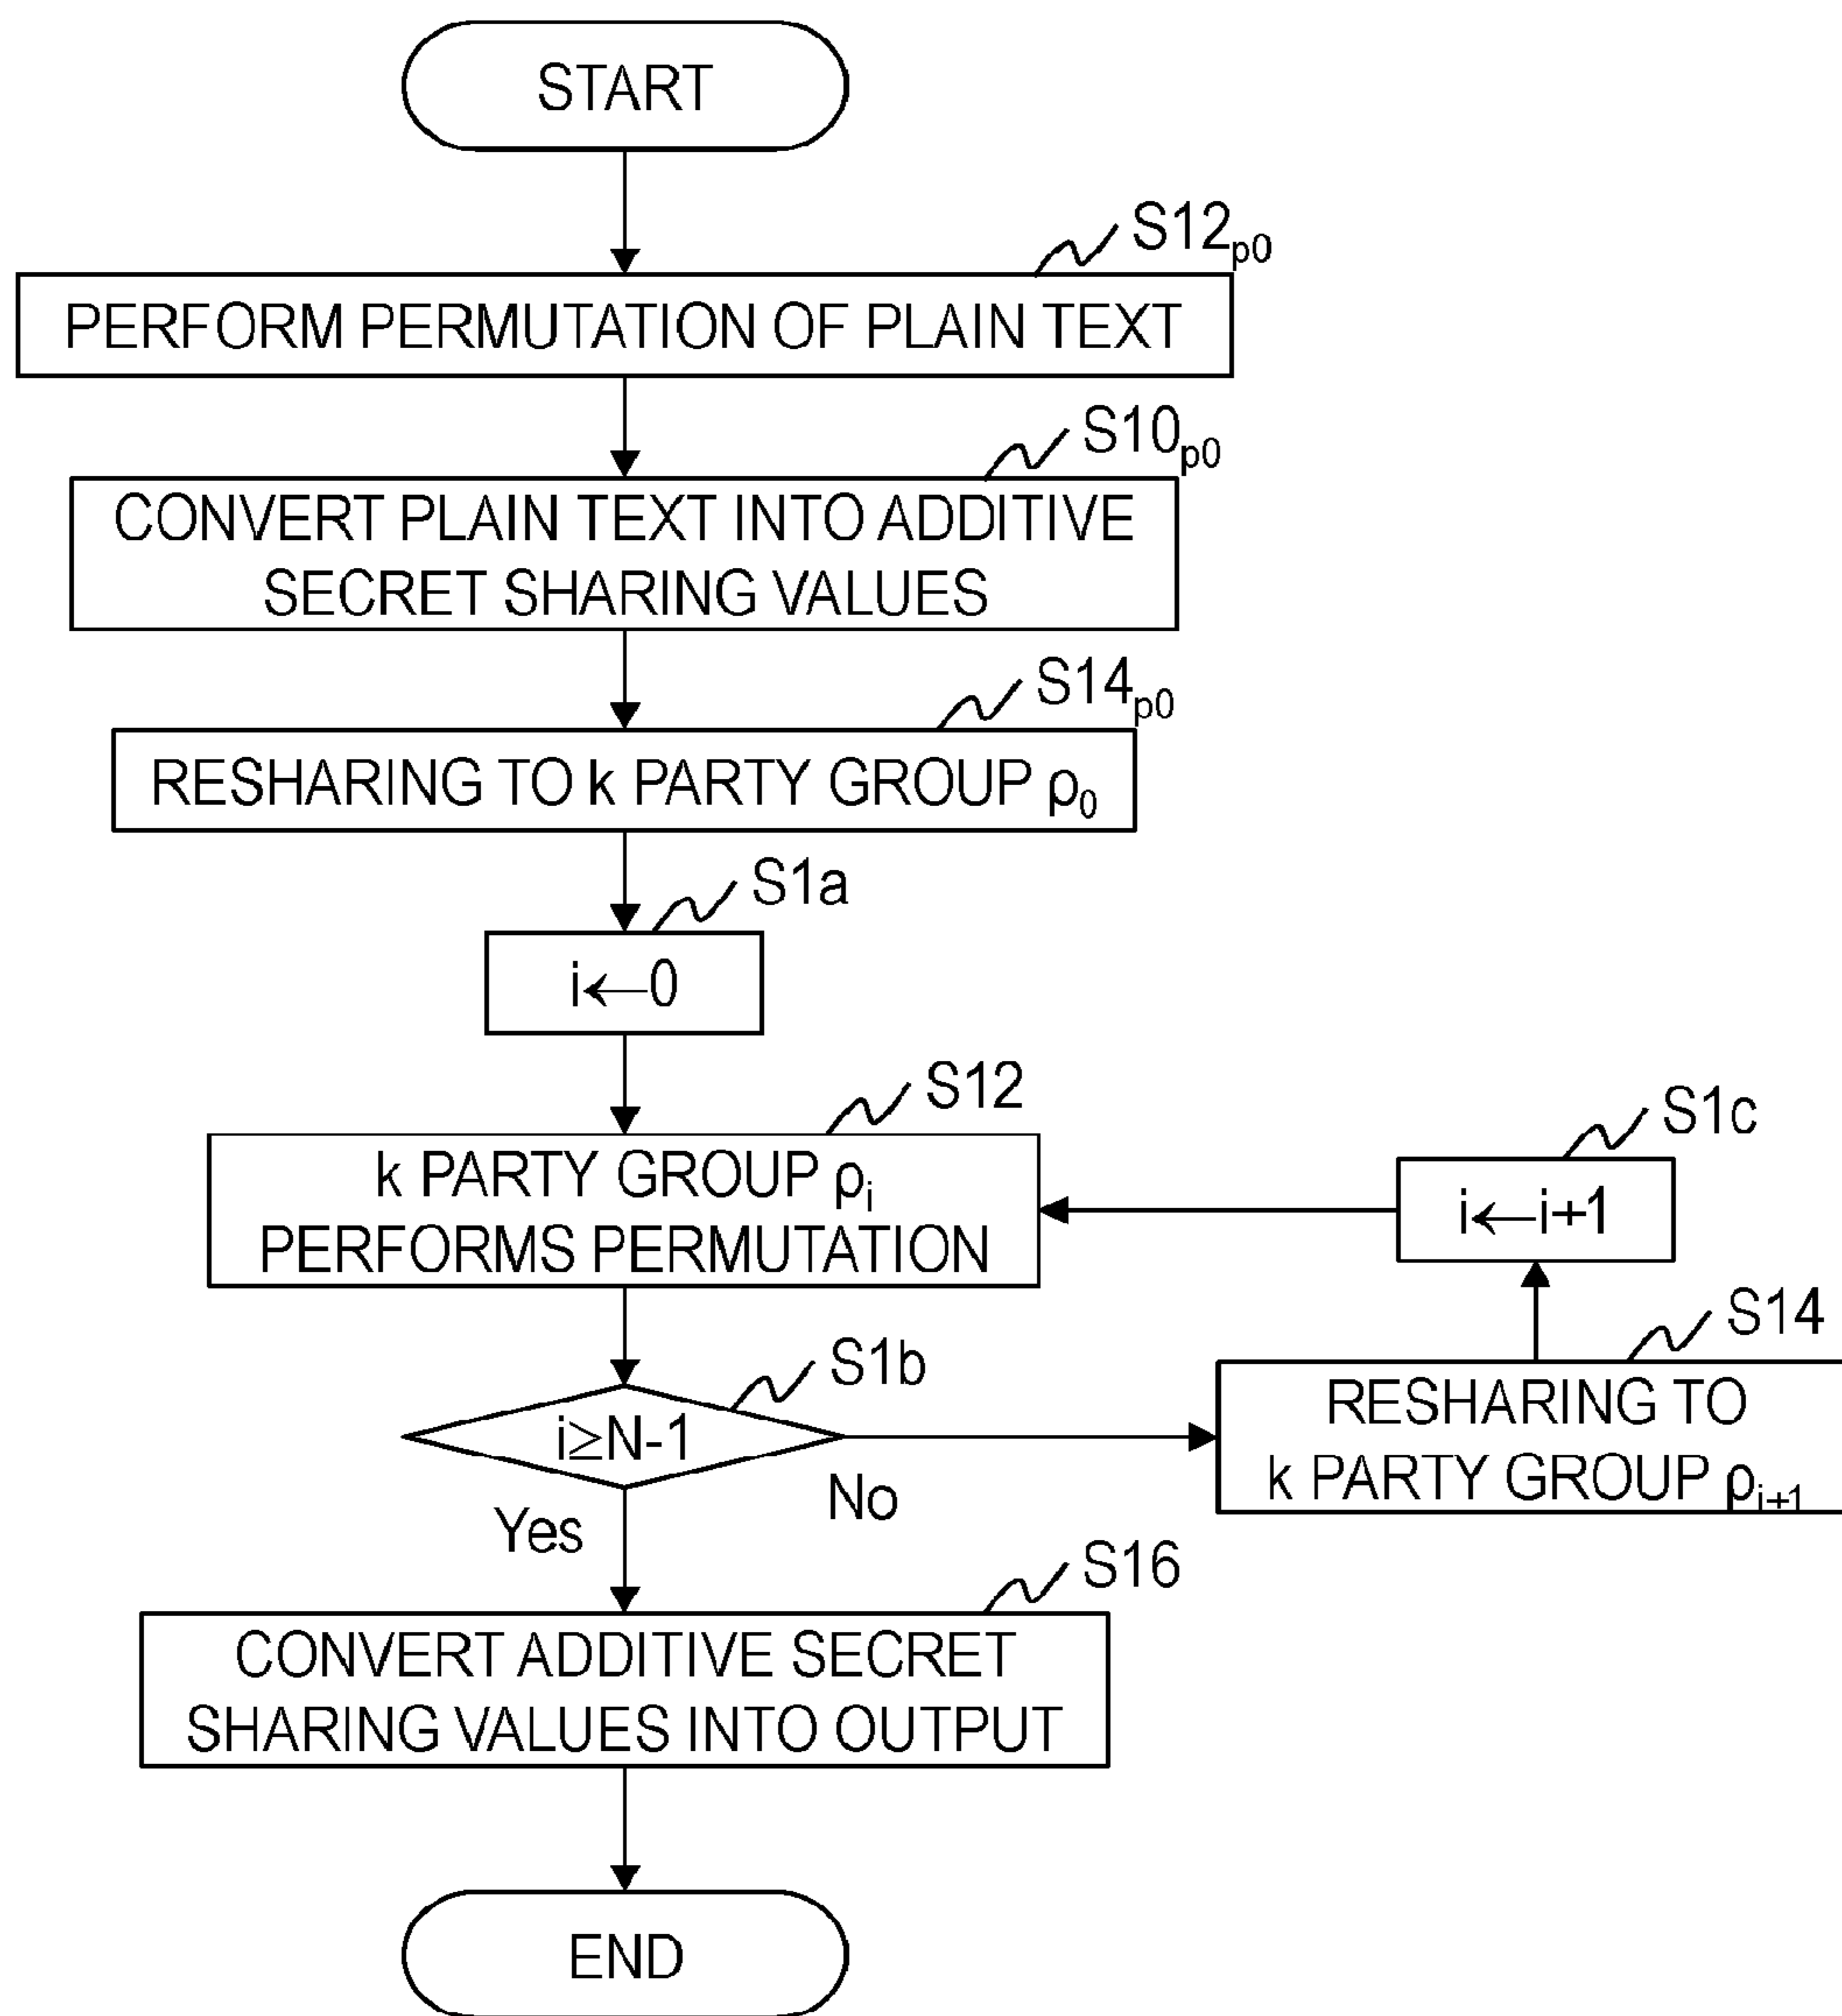 START
S12p0
PERFORM PERMUTATION OF PLAIN TEXT
S10p0
CONVERT PLAIN TEXT INTO ADDITIVE
SECRET SHARING VALUES
S14p0
RESHARING TO k PARTY GROUP ρ0
S1a
i←0
S12
k PARTY GROUP ρi
PERFORMS PERMUTATION
S1c
i←i+1
S1b
i≥N-1
No
Yes
S14
RESHARING TO
k PARTY GROUP ρi+1
S16
CONVERT ADDITIVE SECRET
SHARING VALUES INTO OUTPUT
END